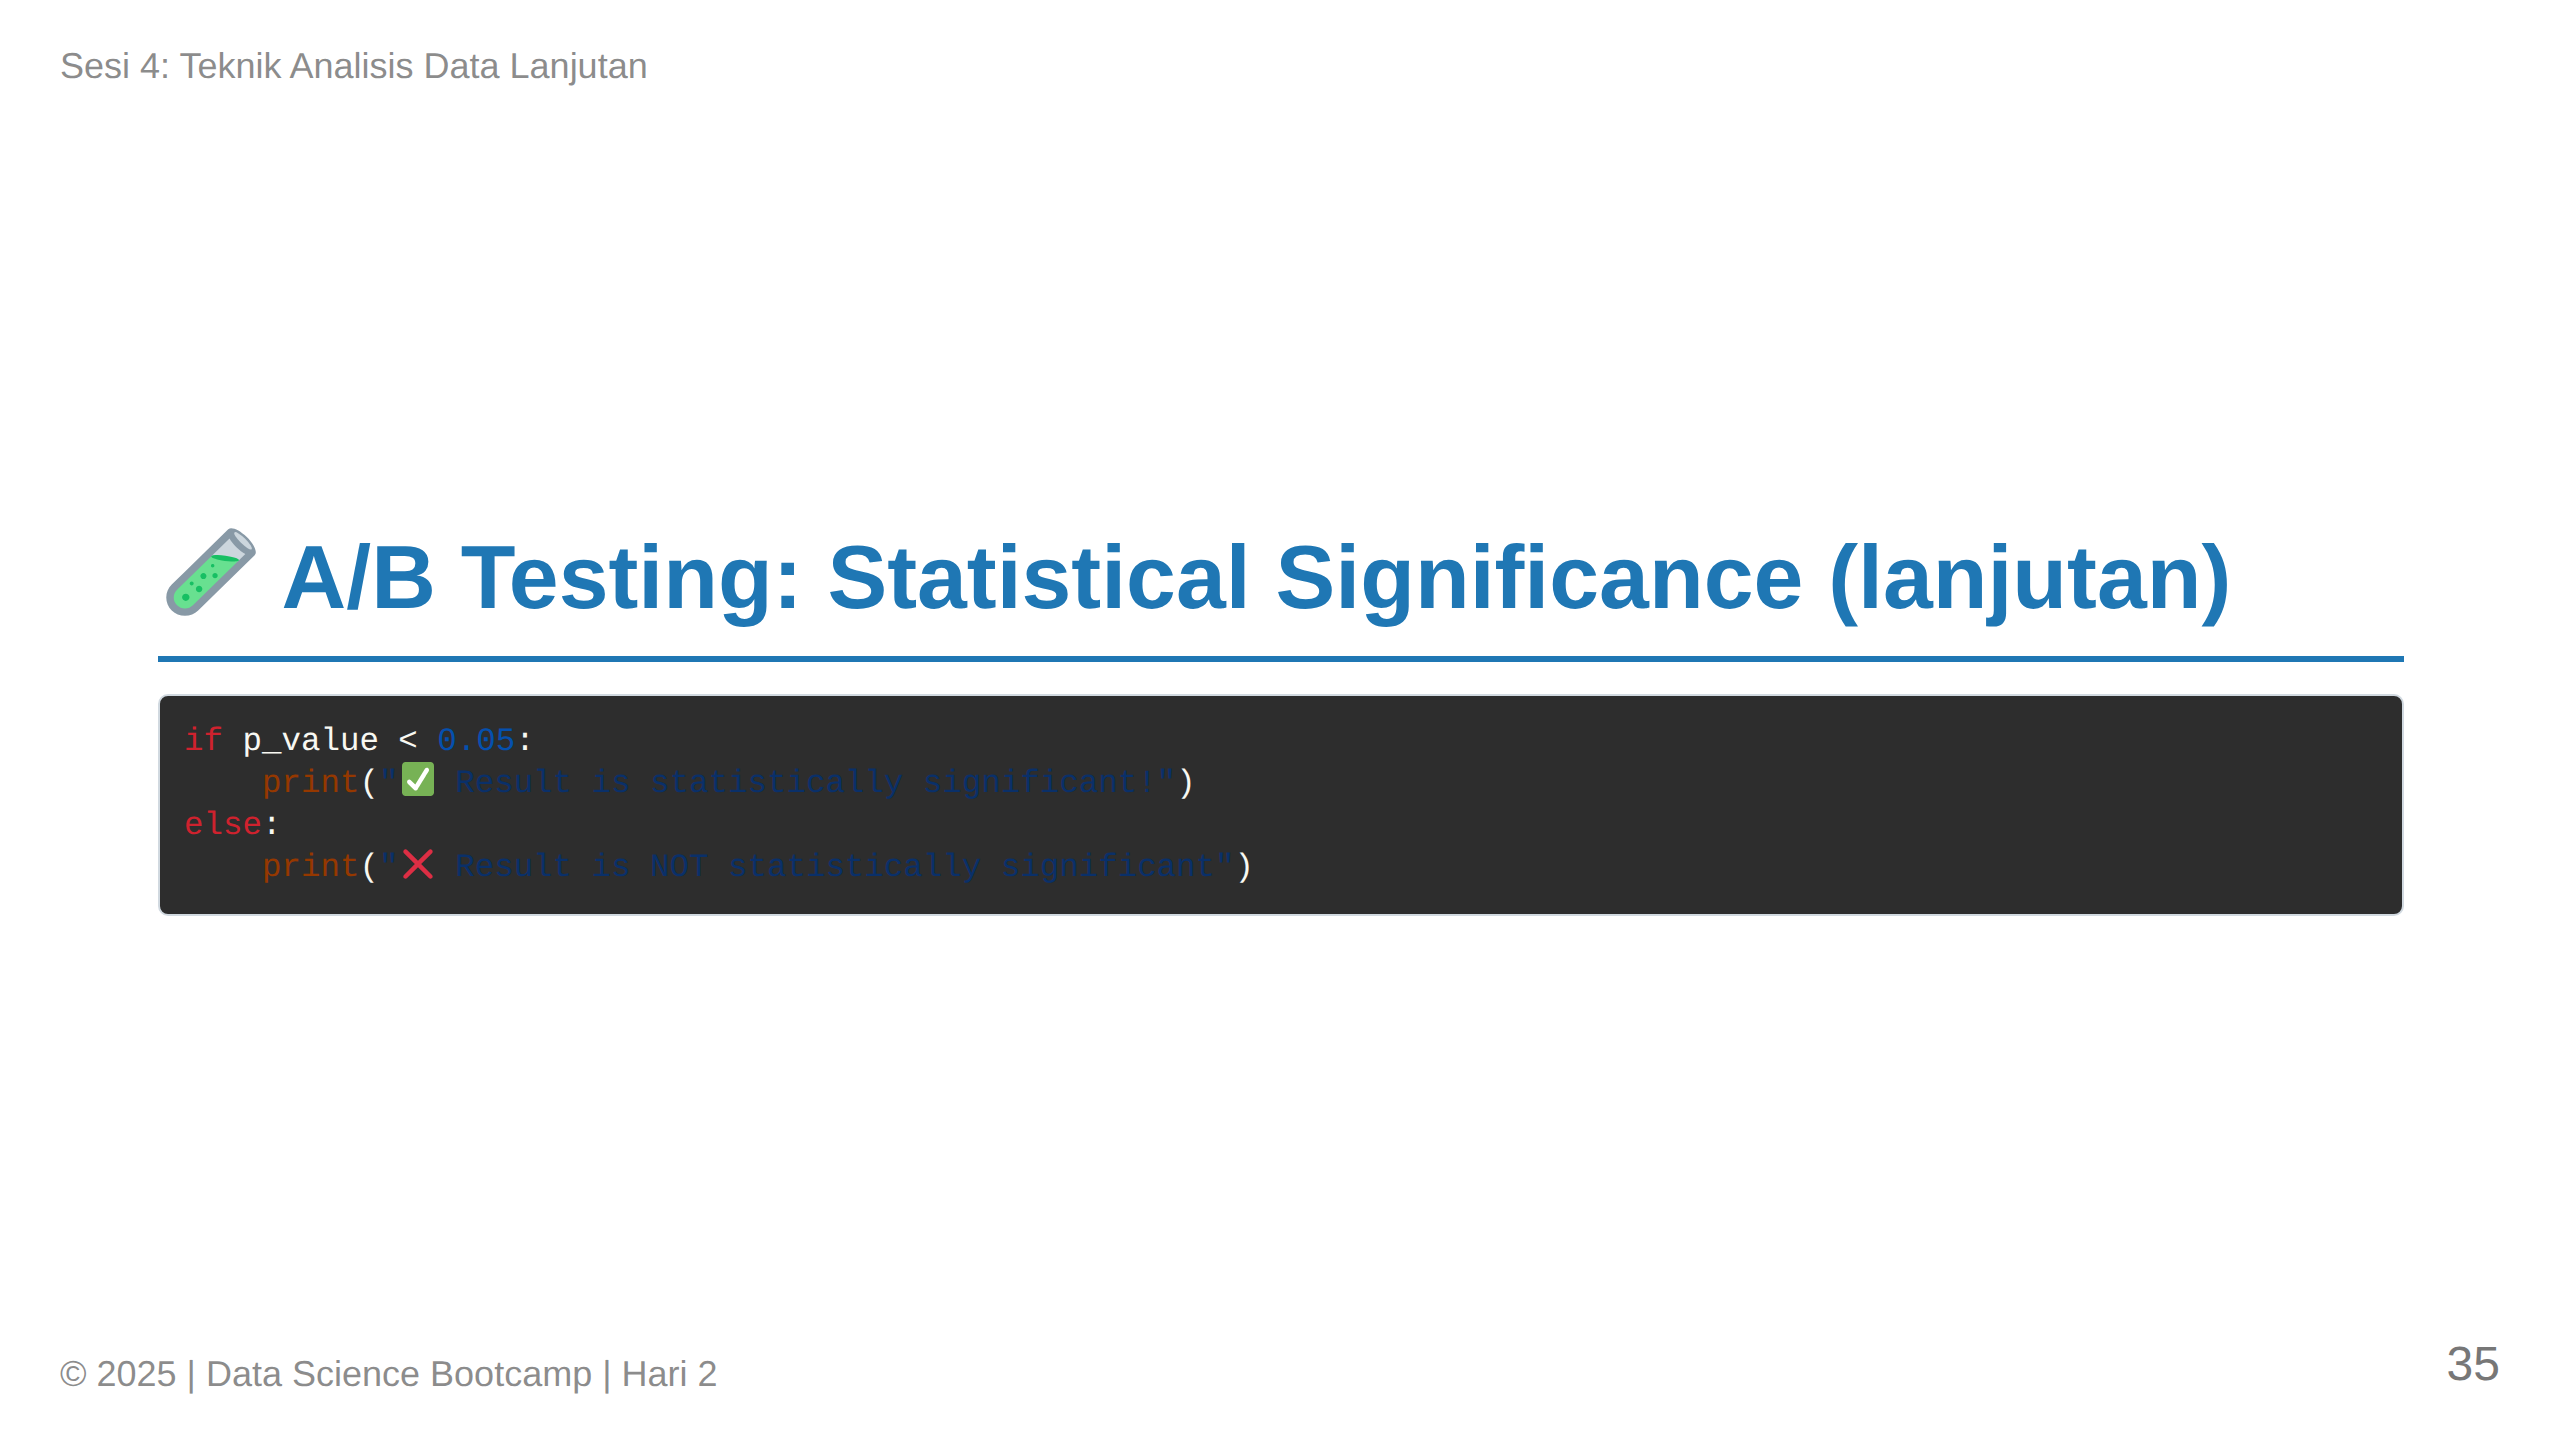 Sesi 4: Teknik Analisis Data Lanjutan
🧪 A/B Testing: Statistical Significance (lanjutan)
if p_value < 0.05:
    print("✅ Result is statistically significant!")
else:
    print("❌ Result is NOT statistically significant")
© 2025 | Data Science Bootcamp | Hari 2
35